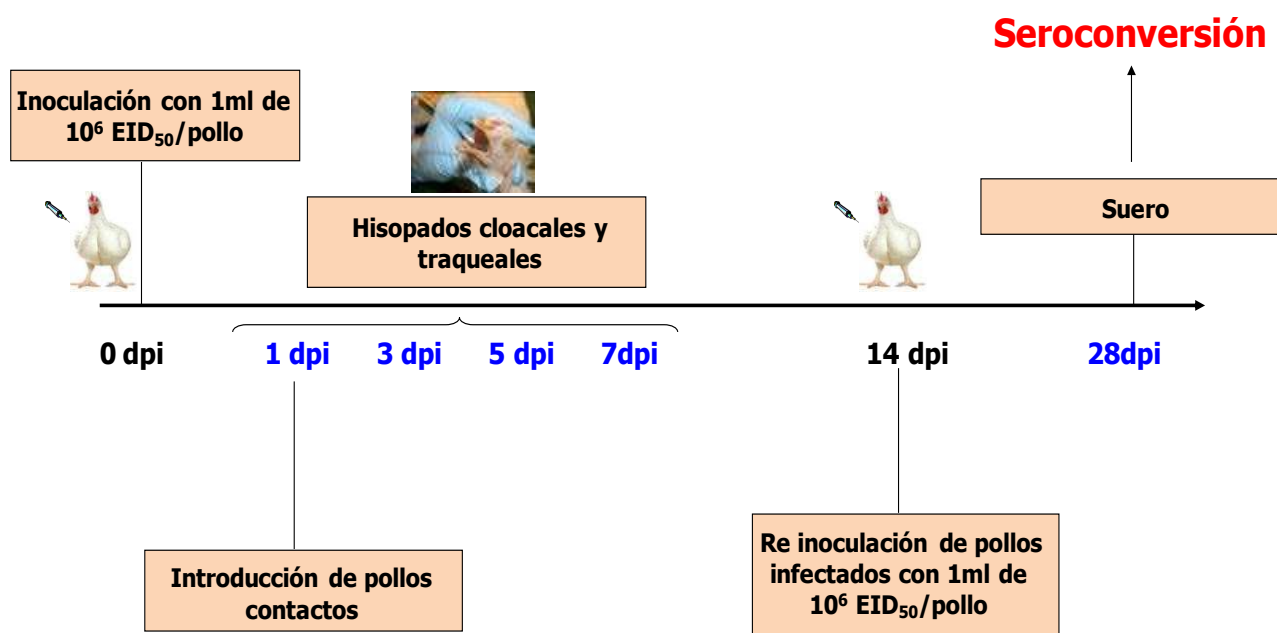 Seroconversión
Inoculación con 1ml de
10⁶ EID₅₀/pollo
Hisopados cloacales y
traqueales
Suero
0 dpi
1 dpi
3 dpi
5 dpi
7dpi
14 dpi
28dpi
Introducción de pollos
contactos
Re inoculación de pollos
infectados con 1ml de
10⁶ EID₅₀/pollo